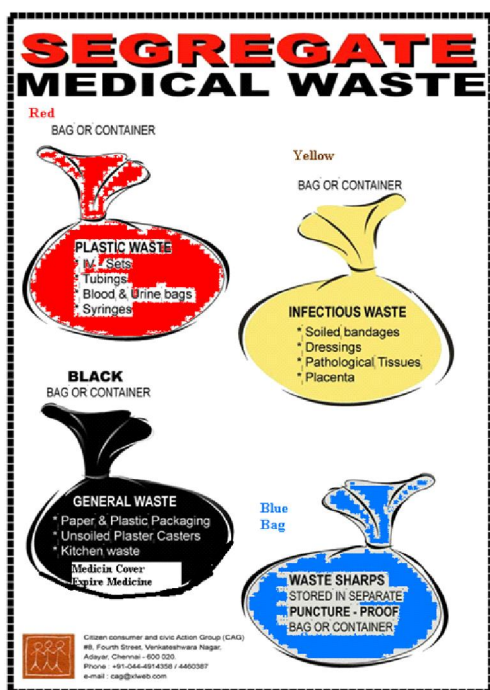 SEGREGATE
MEDICAL WASTE
Red
BAG OR CONTAINER
PLASTIC WASTE
* IV - Sets
* Tubings
* Blood & Urine bags
* Syringes
Yellow
BAG OR CONTAINER
INFECTIOUS WASTE
* Soiled bandages
* Dressings
* Pathological Tissues
* Placenta
BLACK
BAG OR CONTAINER
GENERAL WASTE
* Paper & Plastic Packaging
* Unsoiled Plaster Casters
* Kitchen waste
Medicin Cover
Expire Medicine
Blue
Bag
WASTE SHARPS
STORED IN SEPARATE
PUNCTURE - PROOF
BAG OR CONTAINER
Citizen consumer and civic Action Group (CAG)
#8, Fourth Street, Venkateshwara Nagar,
Adayar, Chennai - 600 020.
Phone : +91-044-4914358 / 4460387
e-mail : cag@xlweb.com